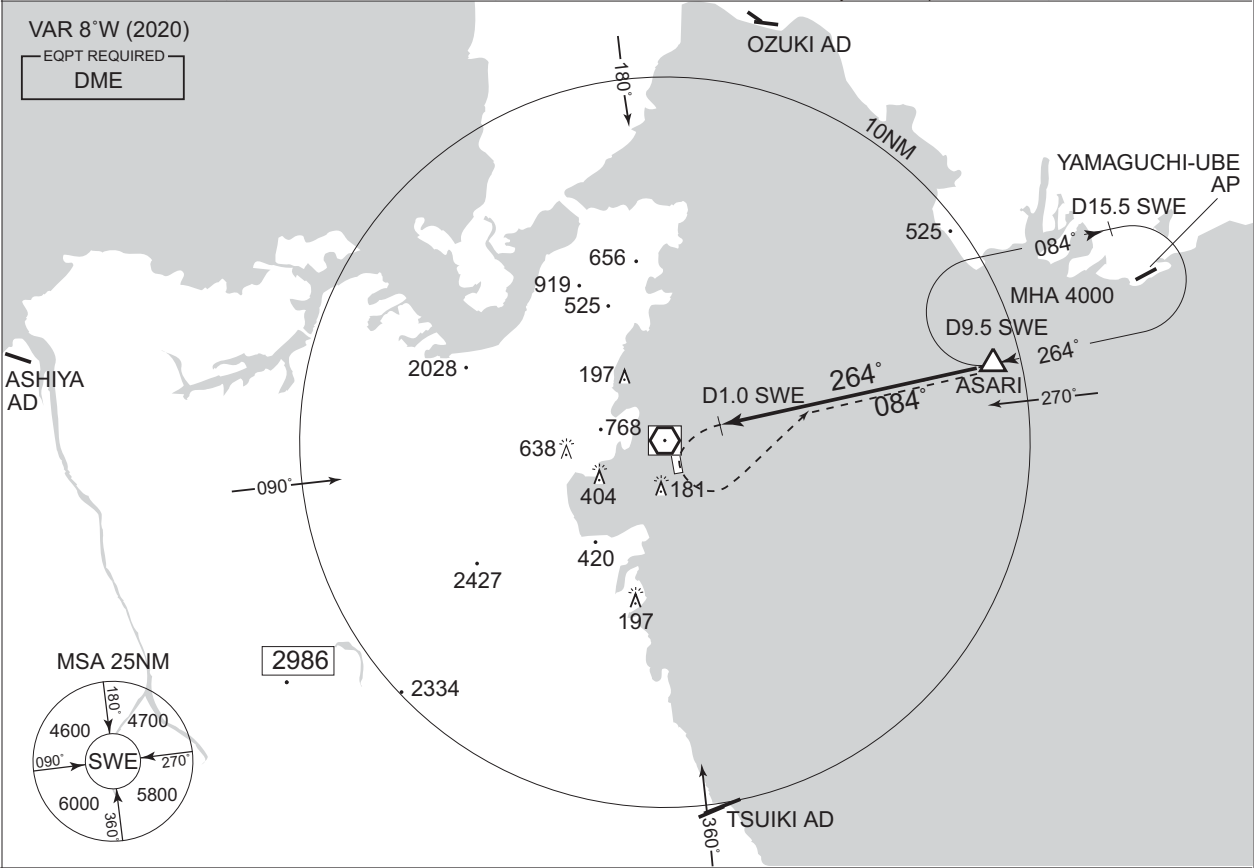 VAR 8°W (2020)
EQPT REQUIRED
DME
OZUKI AD
180°
10NM
YAMAGUCHI-UBE
AP
D15.5 SWE
525
084°
656
919
525
MHA 4000
D9.5 SWE
264°
ASARI
270°
ASHIYA
AD
2028
197
D1.0 SWE
264°
084°
768
638
404
181
090°
420
2427
197
MSA 25NM
2986
2334
180°
4600
4700
090°
SWE
270°
6000
5800
360°
TSUIKI AD
360°